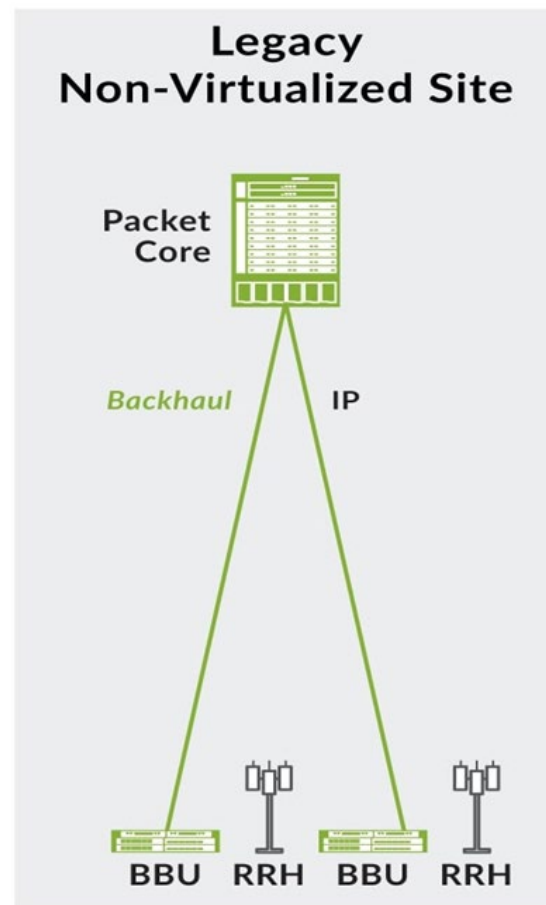 Legacy
Non-Virtualized Site
Packet
Core
Backhaul IP
BBU RRH BBU RRH